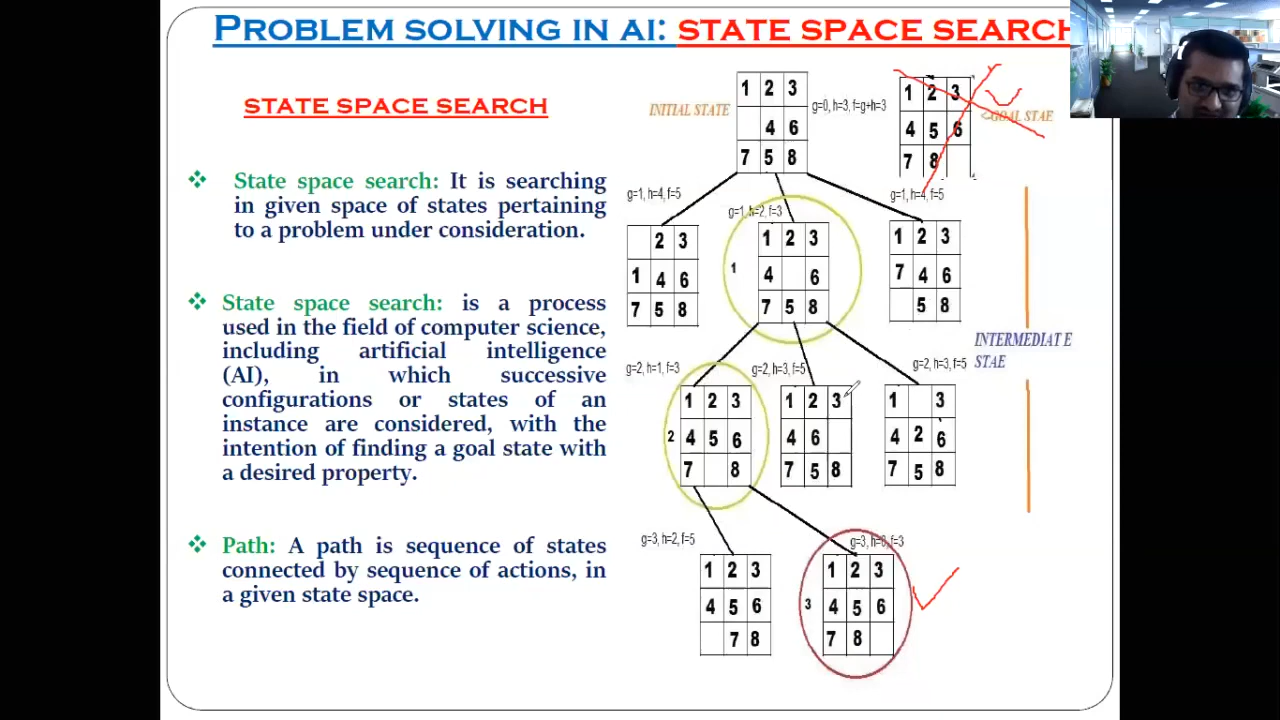 PROBLEM SOLVING IN AI: STATE SPACE SEARCH
STATE SPACE SEARCH
State space search: It is searching
in given space of states pertaining
to a problem under consideration.
State space search: is a process
used in the field of computer science,
including artificial intelligence
(AI), in which successive
configurations or states of an
instance are considered, with the
intention of finding a goal state with
a desired property.
Path: A path is sequence of states
connected by sequence of actions, in
a given state space.
INITIAL STATE
1 2 3
4 6
7 5 8
g=0, h=3, f=g+h=3
1 2 3
4 5 6
7 8
GOAL STAE
g=1, h=4, f=5
2 3
1 4 6
7 5 8
g=1, h=2, f=3
1
1 2 3
4 6
7 5 8
g=1, h=4, f=5
1 2 3
7 4 6
5 8
INTERMEDIATE
STAE
g=2, h=1, f=3
2
1 2 3
4 5 6
7 8
g=2, h=3, f=5
1 2 3
4 6
7 5 8
g=2, h=3, f=5
1 3
4 2 6
7 5 8
g=3, h=2, f=5
1 2 3
4 5 6
7 8
g=3, h=0, f=3
3
1 2 3
4 5 6
7 8